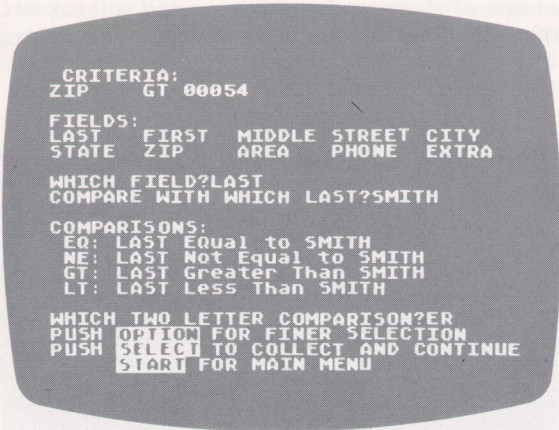 CRITERIA:
ZIP GT 00054
FIELDS:
LAST FIRST MIDDLE STREET CITY
STATE ZIP AREA PHONE EXTRA
WHICH FIELD?LAST
COMPARE WITH WHICH LAST?SMITH
COMPARISONS:
EQ: LAST EQual to SMITH
NE: LAST Not Equal to SMITH
GT: LAST Greater Than SMITH
LT: LAST Less Than SMITH
WHICH TWO LETTER COMPARISON?ER
PUSH OPTION FOR FINER SELECTION
PUSH SELECT TO COLLECT AND CONTINUE
START FOR MAIN MENU